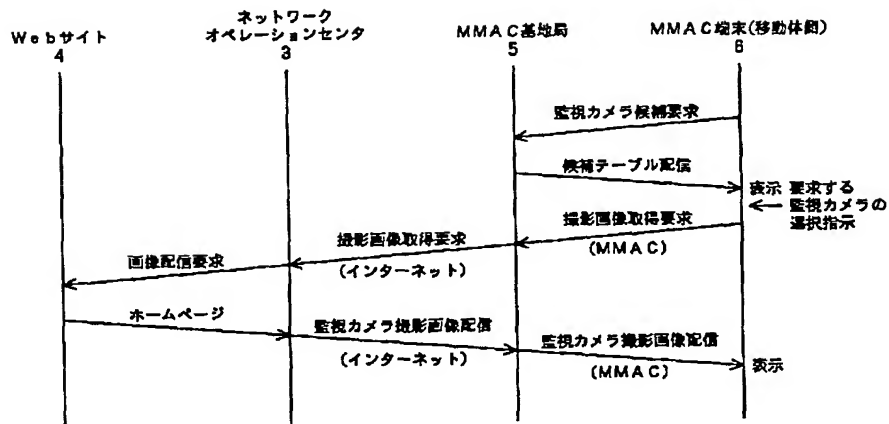 Webサイト
4
ネットワーク
オペレーションセンタ
3
MMAC基地局
5
MMAC端末(移動体側)
6
監視カメラ候補要求
候補テーブル配信
表示 要求する
監視カメラの
選択指示
撮影画像取得要求
(MMAC)
撮影画像取得要求
(インターネット)
画像配信要求
ホームページ
監視カメラ撮影画像配信
(インターネット)
監視カメラ撮影画像配信
(MMAC)
表示